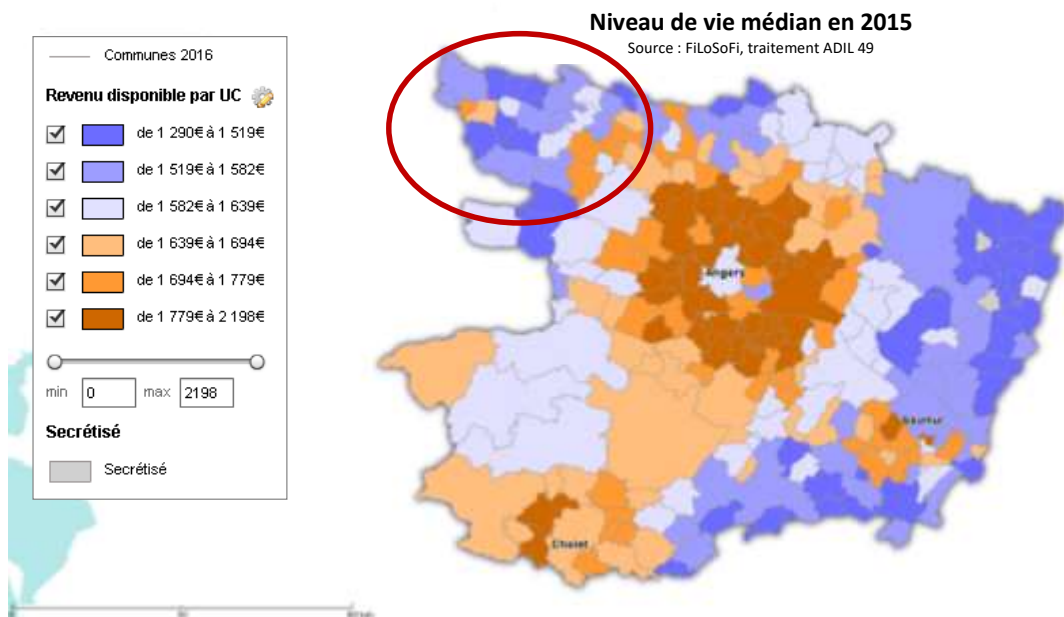 Niveau de vie médian en 2015
Source : FiLoSoFi, traitement ADIL 49
Communes 2016
Revenu disponible par UC
de 1 290€ à 1 519€
de 1 519€ à 1 582€
de 1 582€ à 1 639€
de 1 639€ à 1 694€
de 1 694€ à 1 779€
de 1 779€ à 2 198€
min 0 max 2198
Secrétisé
Secrétisé
Angers
Saumur
Cholet